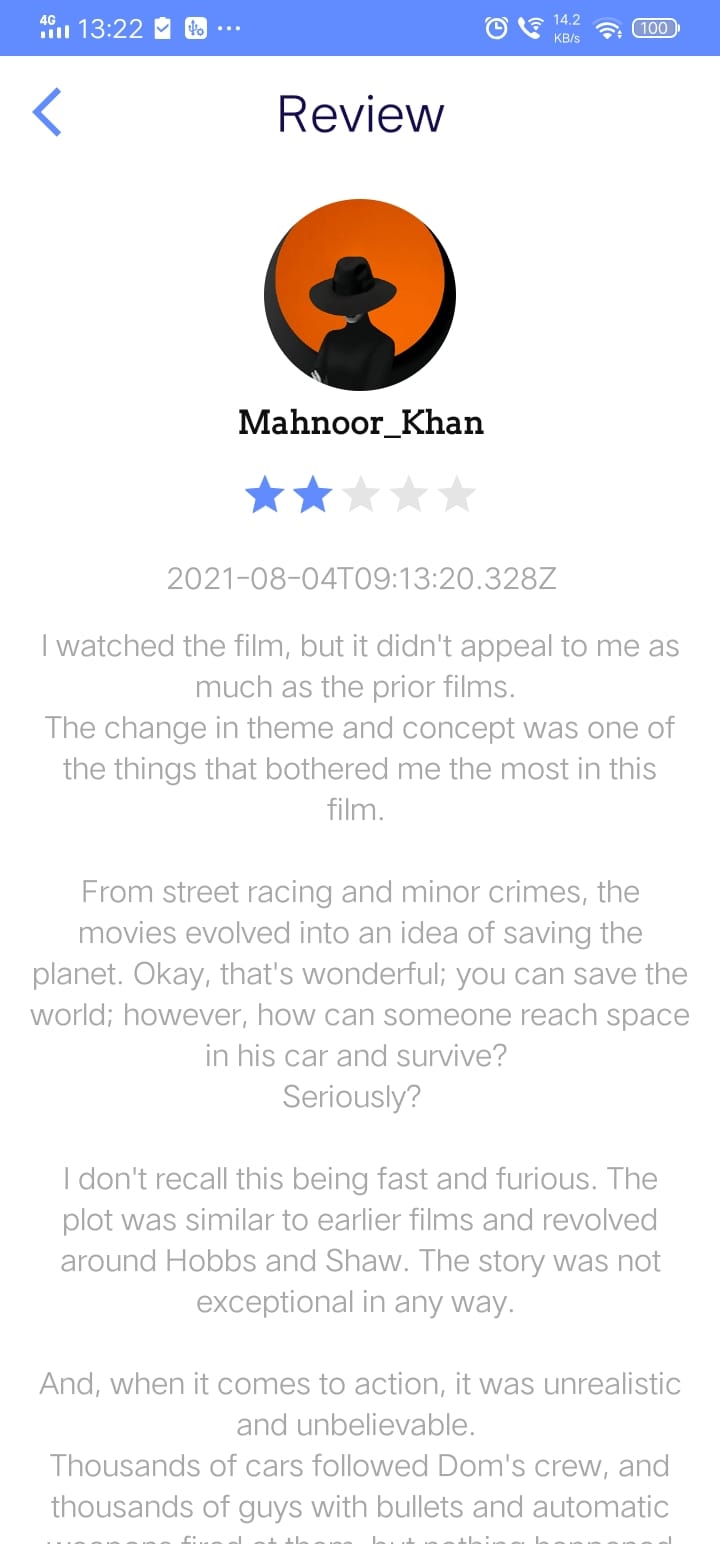 4G 13:22 14.2 KB/s 100
Review
Mahnoor_Khan
2021-08-04T09:13:20.328Z
I watched the film, but it didn't appeal to me as
much as the prior films.
The change in theme and concept was one of
the things that bothered me the most in this
film.
From street racing and minor crimes, the
movies evolved into an idea of saving the
planet. Okay, that's wonderful; you can save the
world; however, how can someone reach space
in his car and survive?
Seriously?
I don't recall this being fast and furious. The
plot was similar to earlier films and revolved
around Hobbs and Shaw. The story was not
exceptional in any way.
And, when it comes to action, it was unrealistic
and unbelievable.
Thousands of cars followed Dom's crew, and
thousands of guys with bullets and automatic
weapons fired at them, but nothing happened